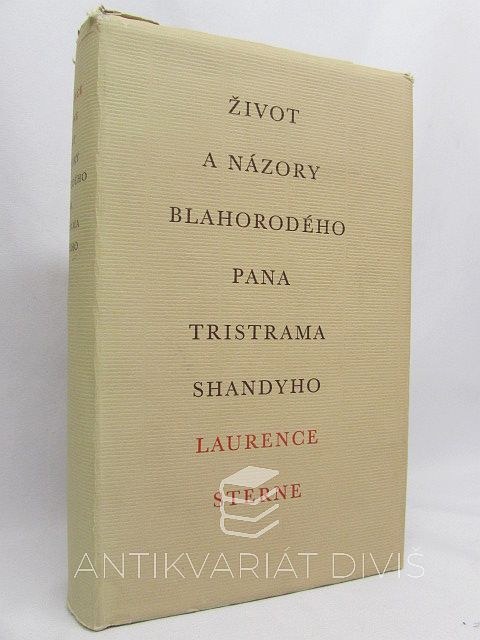 ŽIVOT
A NÁZORY
BLAHORODÉHO
PANA
TRISTRAMA
SHANDYHO
LAURENCE
STERNE
ANTIKVARIÁT DIVIŠ